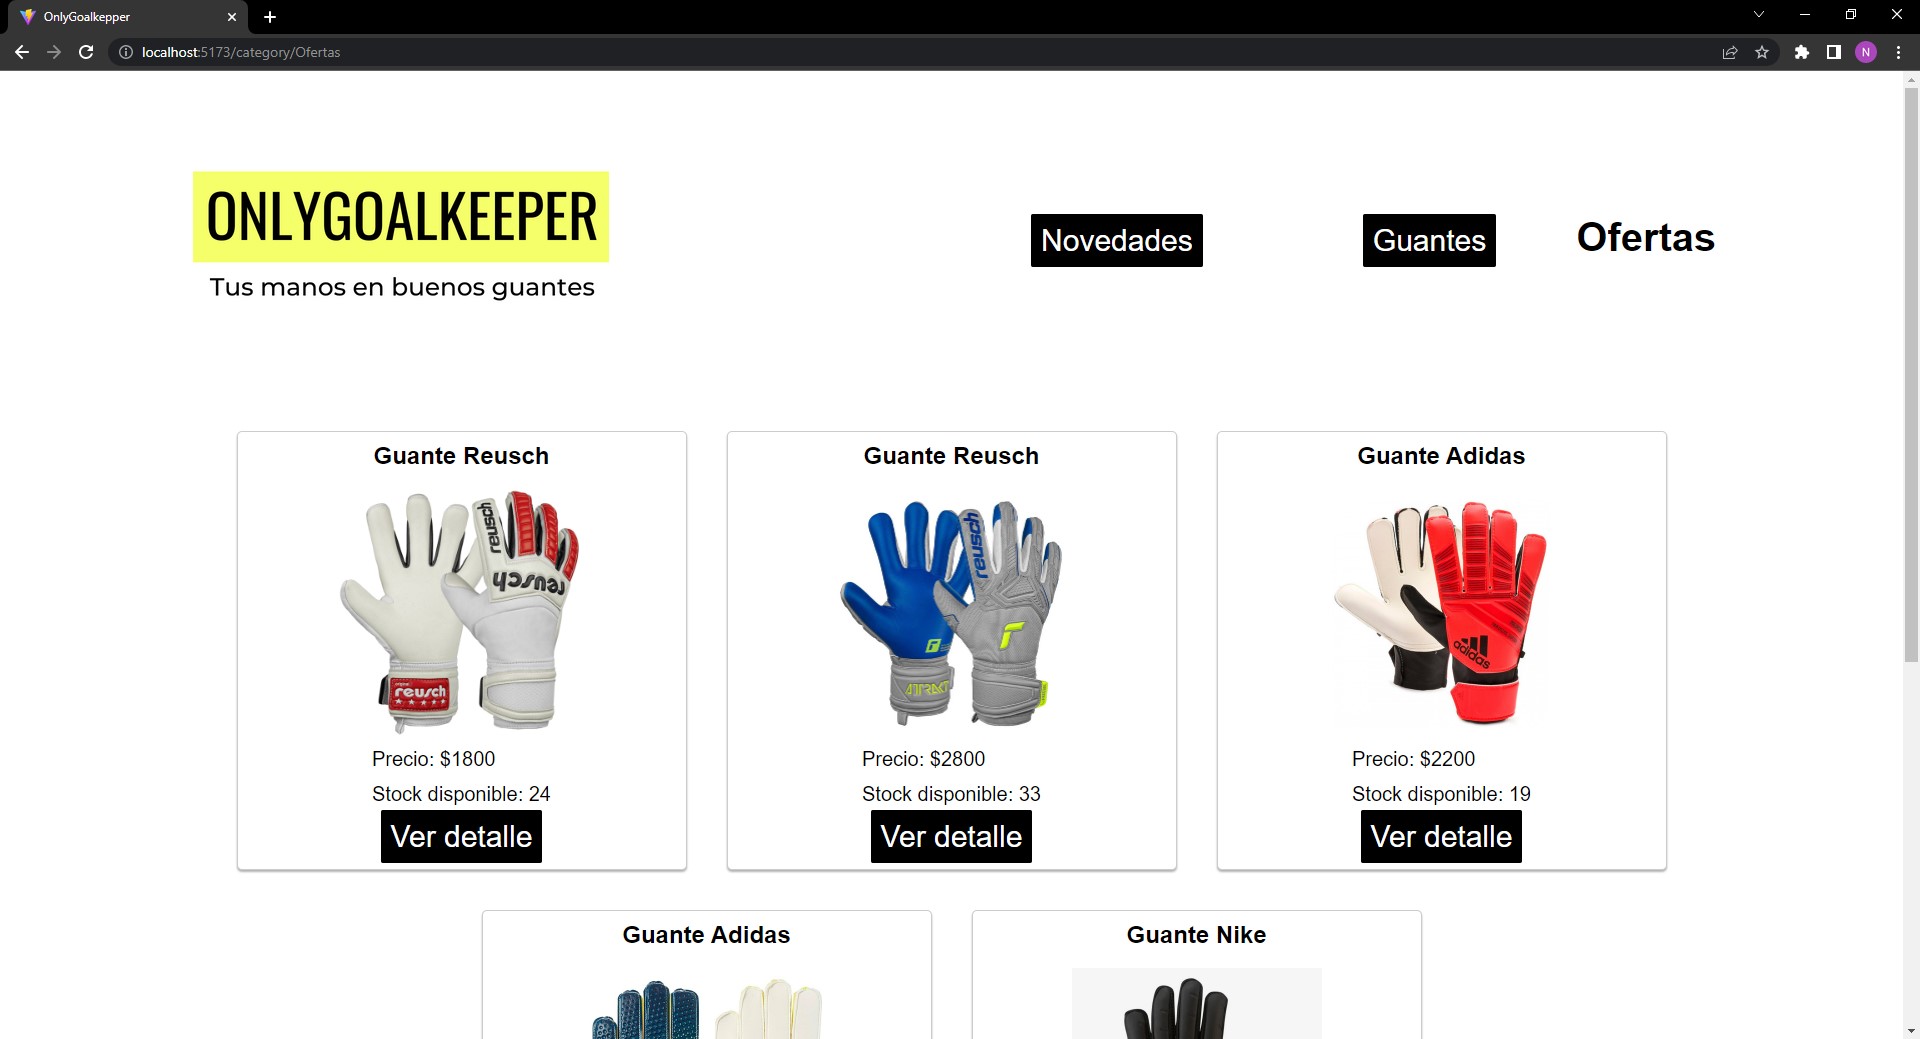 OnlyGoalkepper
localhost:5173/category/Ofertas
N
ONLYGOALKEEPER
Tus manos en buenos guantes
Novedades
Guantes
Ofertas
Guante Reusch
Guante Reusch
Guante Adidas
reusch
reusch
reusch
reusch
ATTRAKT
adidas
Precio: $1800
Precio: $2800
Precio: $2200
Stock disponible: 24
Stock disponible: 33
Stock disponible: 19
Ver detalle
Ver detalle
Ver detalle
Guante Adidas
Guante Nike